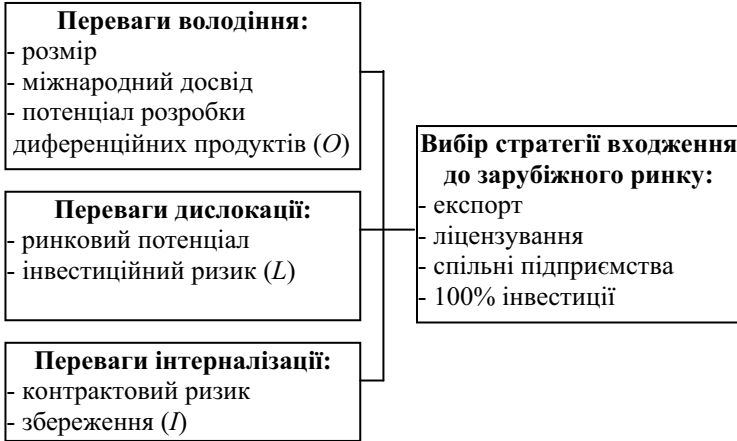 Переваги володіння:
- розмір
- міжнародний досвід
- потенціал розробки
диференційних продуктів (O)
Переваги дислокації:
- ринковий потенціал
- інвестиційний ризик (L)
Переваги інтерналізації:
- контрактовий ризик
- збереження (I)
Вибір стратегії входження
до зарубіжного ринку:
- експорт
- ліцензування
- спільні підприємства
- 100% інвестиції